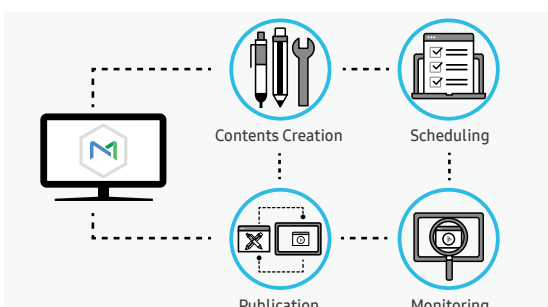 Contents Creation
Scheduling
Publication
Monitoring